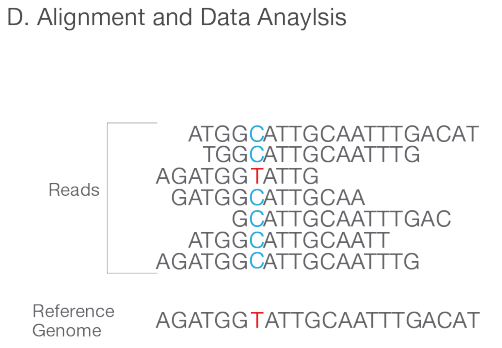 D. Alignment and Data Anaylsis
ATGGCATTGCAATTTGACAT
TGGCATTGCAATTTG
AGATGGTATTG
GATGGCATTGCAA
GCATTGCAATTTGAC
ATGGCATTGCAATT
AGATGGCATTGCAATTTG
Reads
Reference
Genome
AGATGGTATTGCAATTTGACAT